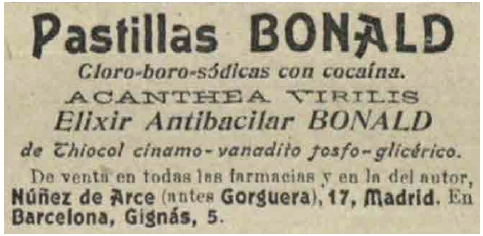 Pastillas BONALD
Cloro-boro-sódicas con cocaína.
ACANTHEA VIRILIS
Elixir Antibacilar BONALD
de Thiocol cinamo-vanadito fosfo-glicérico.
De venta en todas las farmacias y en la del autor,
Núñez de Arce (antes Gorguera), 17, Madrid. En
Barcelona, Gignás, 5.